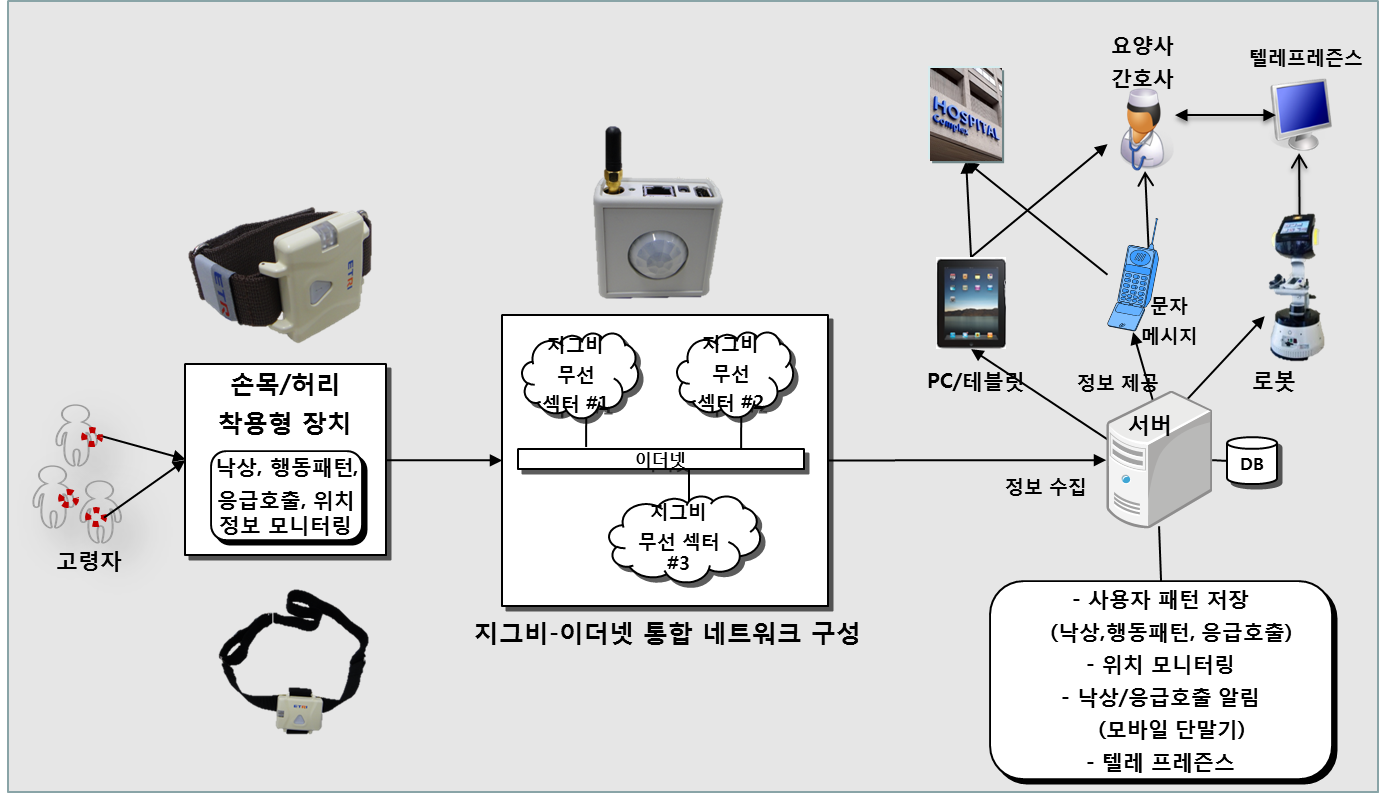 요양사
간호사
텔레프레즌스
HOSPITAL
Complex
ETRI
문자
메시지
PC/테블릿
정보 제공
로봇
손목/허리
착용형 장치
낙상, 행동패턴,
응급호출, 위치
정보 모니터링
고령자
지그비
무선
섹터 #1
지그비
무선
섹터 #2
이더넷
지그비
무선 섹터
#3
지그비-이더넷 통합 네트워크 구성
정보 수집
서버
DB
ETRI
- 사용자 패턴 저장
(낙상,행동패턴, 응급호출)
- 위치 모니터링
- 낙상/응급호출 알림
(모바일 단말기)
- 텔레 프레즌스